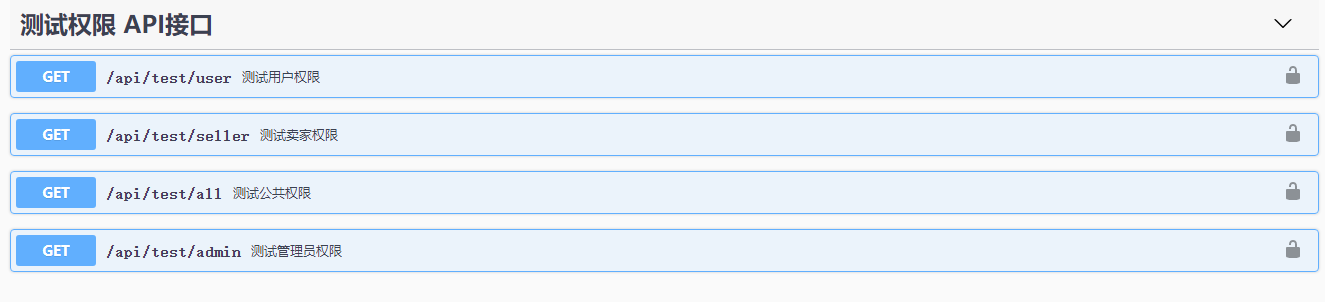 测试权限 API接口
GET /api/test/user 测试用户权限
GET /api/test/seller 测试卖家权限
GET /api/test/all 测试公共权限
GET /api/test/admin 测试管理员权限